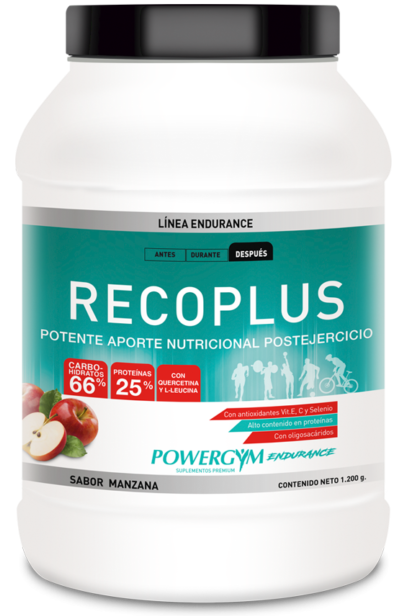 LÍNEA ENDURANCE
ANTES DURANTE DESPUÉS
RECOPLUS
POTENTE APORTE NUTRICIONAL POSTEJERCICIO
CARBO-
HIDRATOS
66%
PROTEÍNAS
25%
CON
QUERCETINA
Y L-LEUCINA
Con antioxidantes Vit.E, C y Selenio
Alto contenido en proteínas
Con oligosacáridos
POWERGYM ENDURANCE
SUPLEMENTOS PREMIUM
SABOR MANZANA
CONTENIDO NETO 1.200 g.